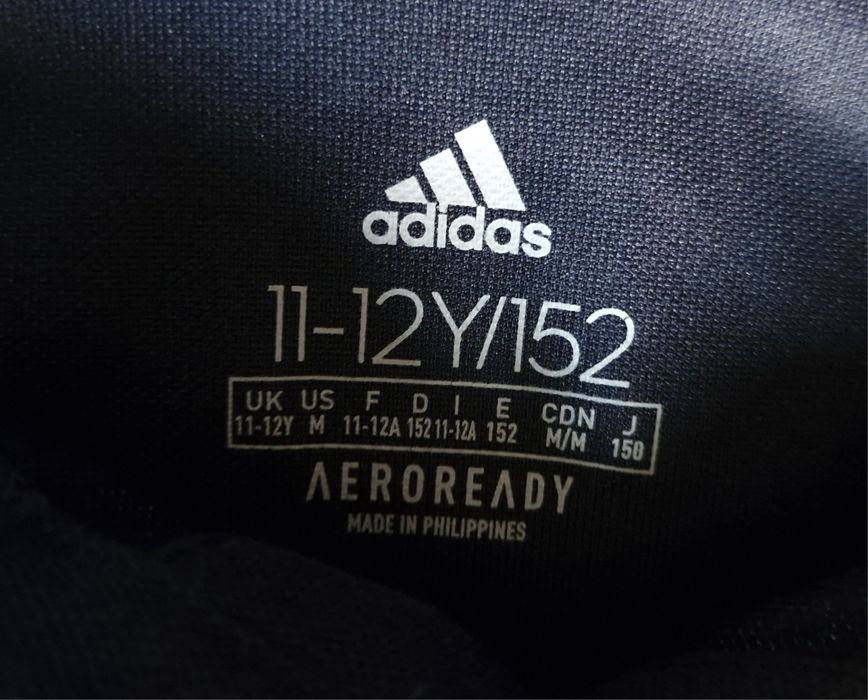 adidas
11-12Y/152
UK US F D I E CDN J
11-12Y M 11-12A 152 11-12A 152 M/M 150
AEROREADY
MADE IN PHILIPPINES